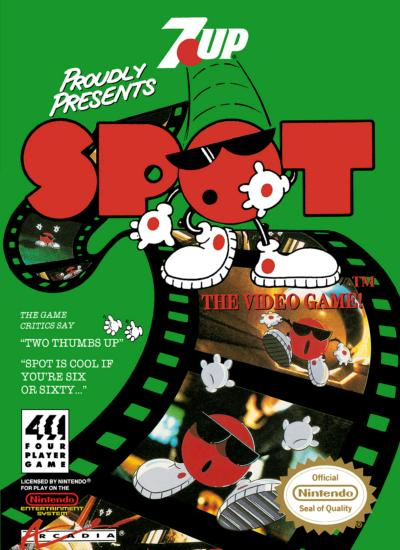 7UP
PROUDLY
PRESENTS
SPOT
TM
THE VIDEO GAME!
THE GAME
CRITICS SAY
"TWO THUMBS UP"
"SPOT IS COOL IF
YOU'RE SIX
OR SIXTY..."
4
FOUR
PLAYER
GAME
LICENSED BY NINTENDO®
FOR PLAY ON THE
Nintendo
ENTERTAINMENT
SYSTEM
ARCADIA
Official
Nintendo
Seal of Quality